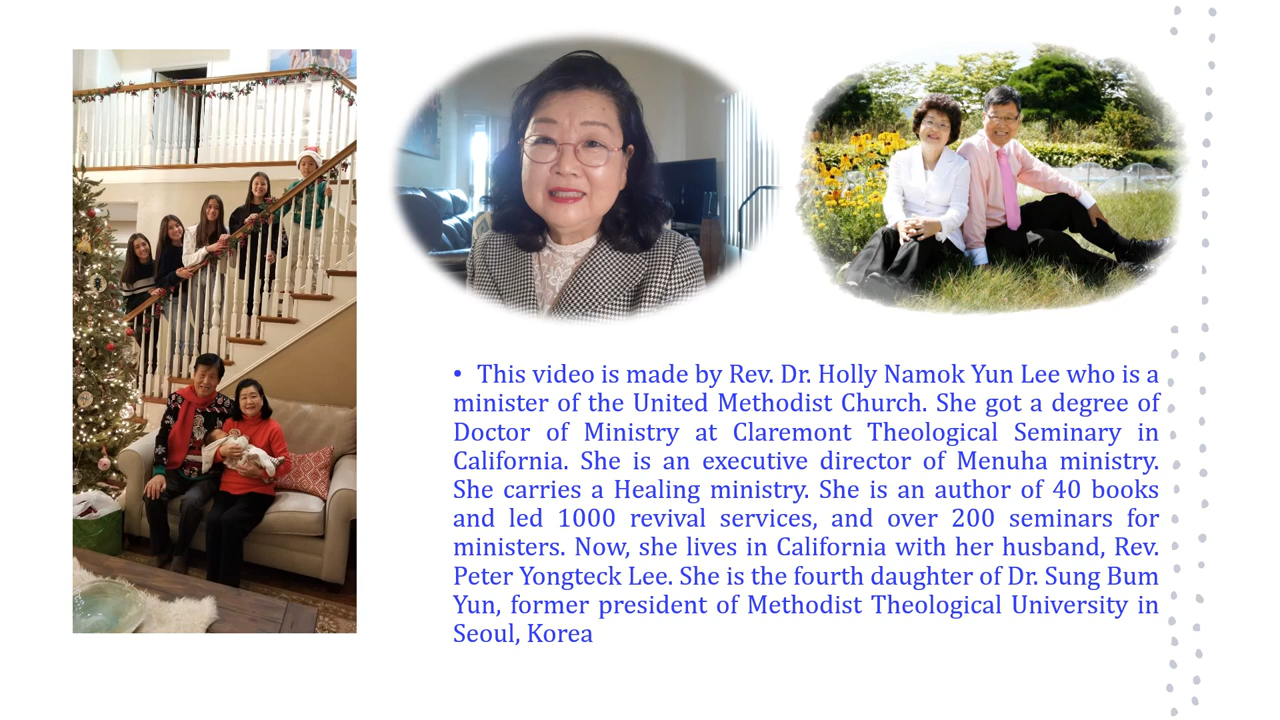 • This video is made by Rev. Dr. Holly Namok Yun Lee who is a
minister of the United Methodist Church. She got a degree of
Doctor of Ministry at Claremont Theological Seminary in
California. She is an executive director of Menuha ministry.
She carries a Healing ministry. She is an author of 40 books
and led 1000 revival services, and over 200 seminars for
ministers. Now, she lives in California with her husband, Rev.
Peter Yongteck Lee. She is the fourth daughter of Dr. Sung Bum
Yun, former president of Methodist Theological University in
Seoul, Korea